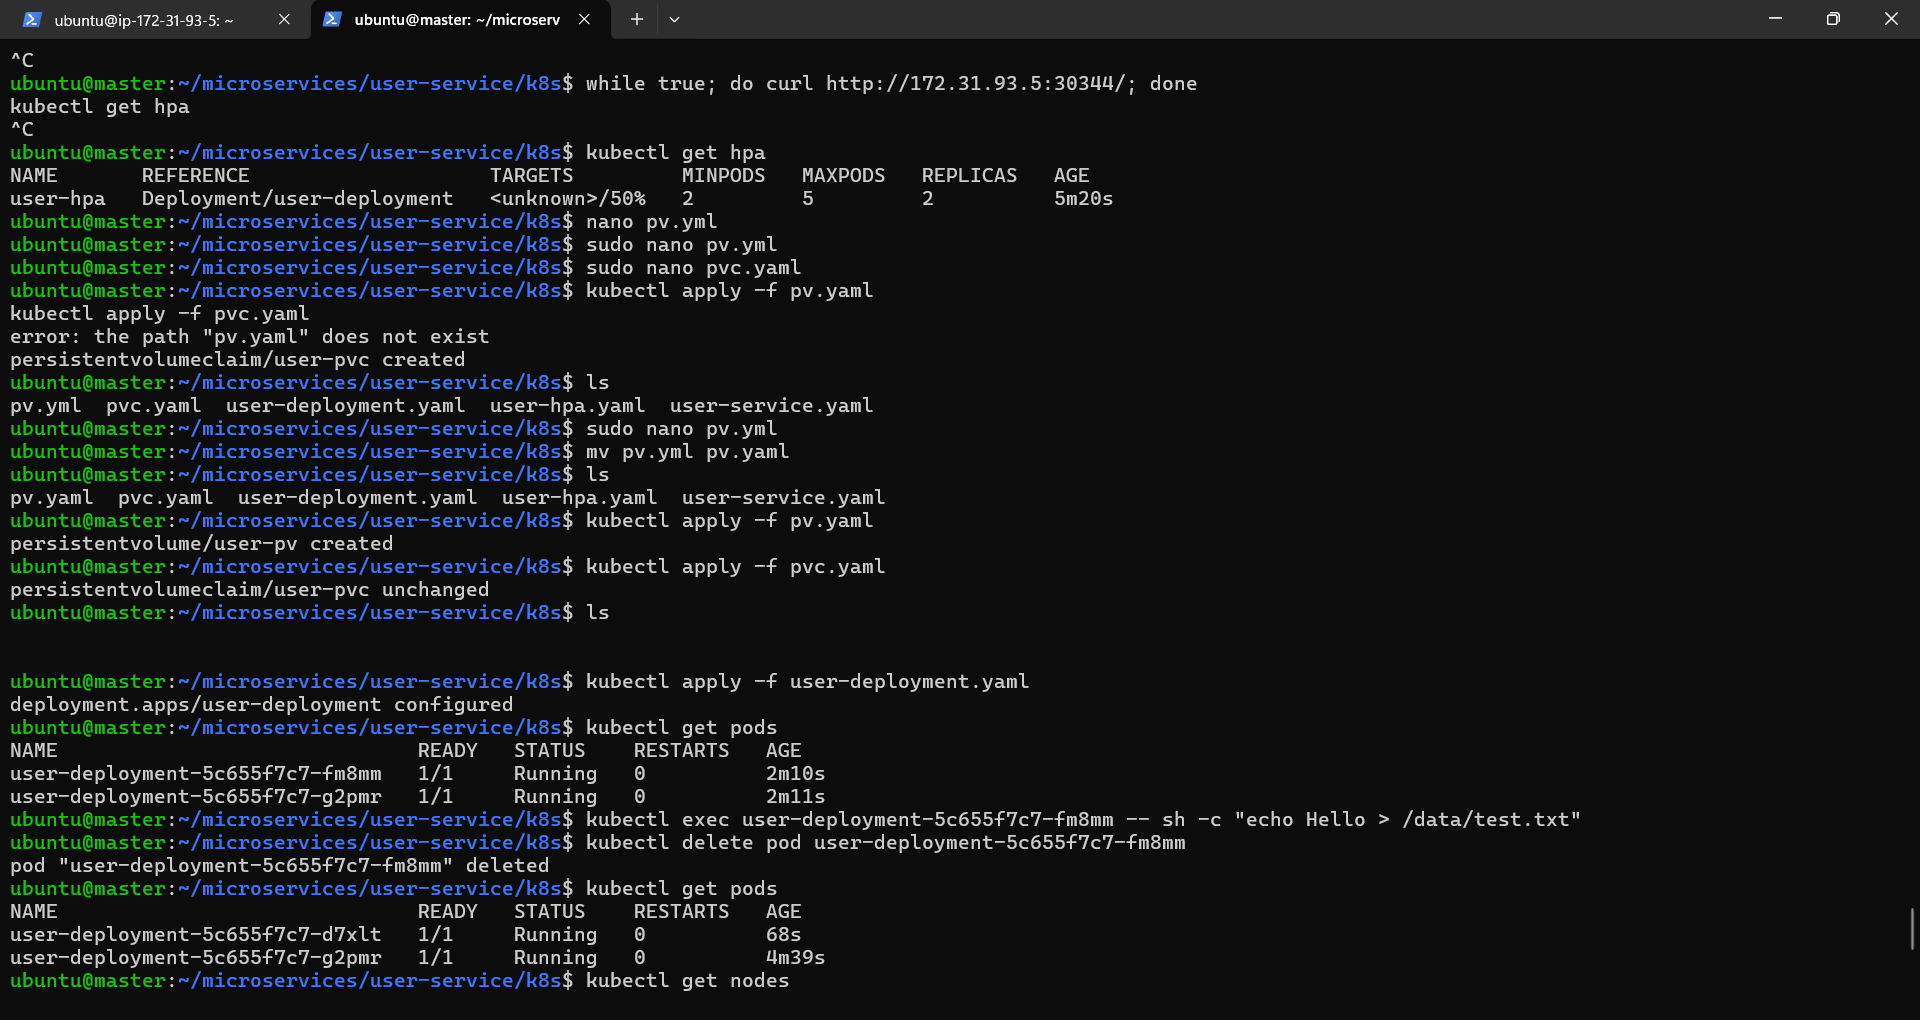 ubuntu@ip-172-31-93-5: ~
ubuntu@master: ~/microserv
^C
ubuntu@master:~/microservices/user-service/k8s$ while true; do curl http://172.31.93.5:30344/; done
kubectl get hpa
^C
ubuntu@master:~/microservices/user-service/k8s$ kubectl get hpa
NAME       REFERENCE                    TARGETS         MINPODS   MAXPODS   REPLICAS   AGE
user-hpa   Deployment/user-deployment   <unknown>/50%   2         5         2          5m20s
ubuntu@master:~/microservices/user-service/k8s$ nano pv.yml
ubuntu@master:~/microservices/user-service/k8s$ sudo nano pv.yml
ubuntu@master:~/microservices/user-service/k8s$ sudo nano pvc.yaml
ubuntu@master:~/microservices/user-service/k8s$ kubectl apply -f pv.yaml
kubectl apply -f pvc.yaml
error: the path "pv.yaml" does not exist
persistentvolumeclaim/user-pvc created
ubuntu@master:~/microservices/user-service/k8s$ ls
pv.yml  pvc.yaml  user-deployment.yaml  user-hpa.yaml  user-service.yaml
ubuntu@master:~/microservices/user-service/k8s$ sudo nano pv.yml
ubuntu@master:~/microservices/user-service/k8s$ mv pv.yml pv.yaml
ubuntu@master:~/microservices/user-service/k8s$ ls
pv.yaml  pvc.yaml  user-deployment.yaml  user-hpa.yaml  user-service.yaml
ubuntu@master:~/microservices/user-service/k8s$ kubectl apply -f pv.yaml
persistentvolume/user-pv created
ubuntu@master:~/microservices/user-service/k8s$ kubectl apply -f pvc.yaml
persistentvolumeclaim/user-pvc unchanged
ubuntu@master:~/microservices/user-service/k8s$ ls
ubuntu@master:~/microservices/user-service/k8s$ kubectl apply -f user-deployment.yaml
deployment.apps/user-deployment configured
ubuntu@master:~/microservices/user-service/k8s$ kubectl get pods
NAME                              READY   STATUS    RESTARTS   AGE
user-deployment-5c655f7c7-fm8mm   1/1     Running   0          2m10s
user-deployment-5c655f7c7-g2pmr   1/1     Running   0          2m11s
ubuntu@master:~/microservices/user-service/k8s$ kubectl exec user-deployment-5c655f7c7-fm8mm -- sh -c "echo Hello > /data/test.txt"
ubuntu@master:~/microservices/user-service/k8s$ kubectl delete pod user-deployment-5c655f7c7-fm8mm
pod "user-deployment-5c655f7c7-fm8mm" deleted
ubuntu@master:~/microservices/user-service/k8s$ kubectl get pods
NAME                              READY   STATUS    RESTARTS   AGE
user-deployment-5c655f7c7-d7xlt   1/1     Running   0          68s
user-deployment-5c655f7c7-g2pmr   1/1     Running   0          4m39s
ubuntu@master:~/microservices/user-service/k8s$ kubectl get nodes